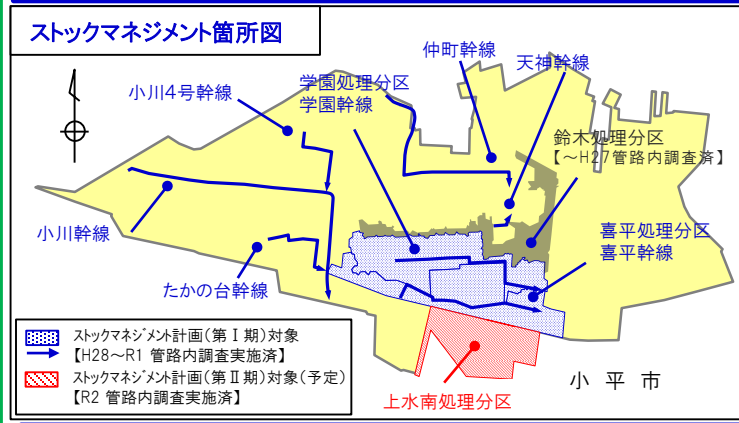 ストックマネジメント箇所図
仲町幹線
天神幹線
学園処理分区
学園幹線
小川4号幹線
鈴木処理分区
【～H27管路内調査済】
喜平処理分区
喜平幹線
小川幹線
たかの台幹線
ストックマネジメント計画(第Ⅰ期)対象
【H28～R1 管路内調査実施済】
ストックマネジメント計画(第Ⅱ期)対象(予定)
【R2 管路内調査実施済】
上水南処理分区
小平市